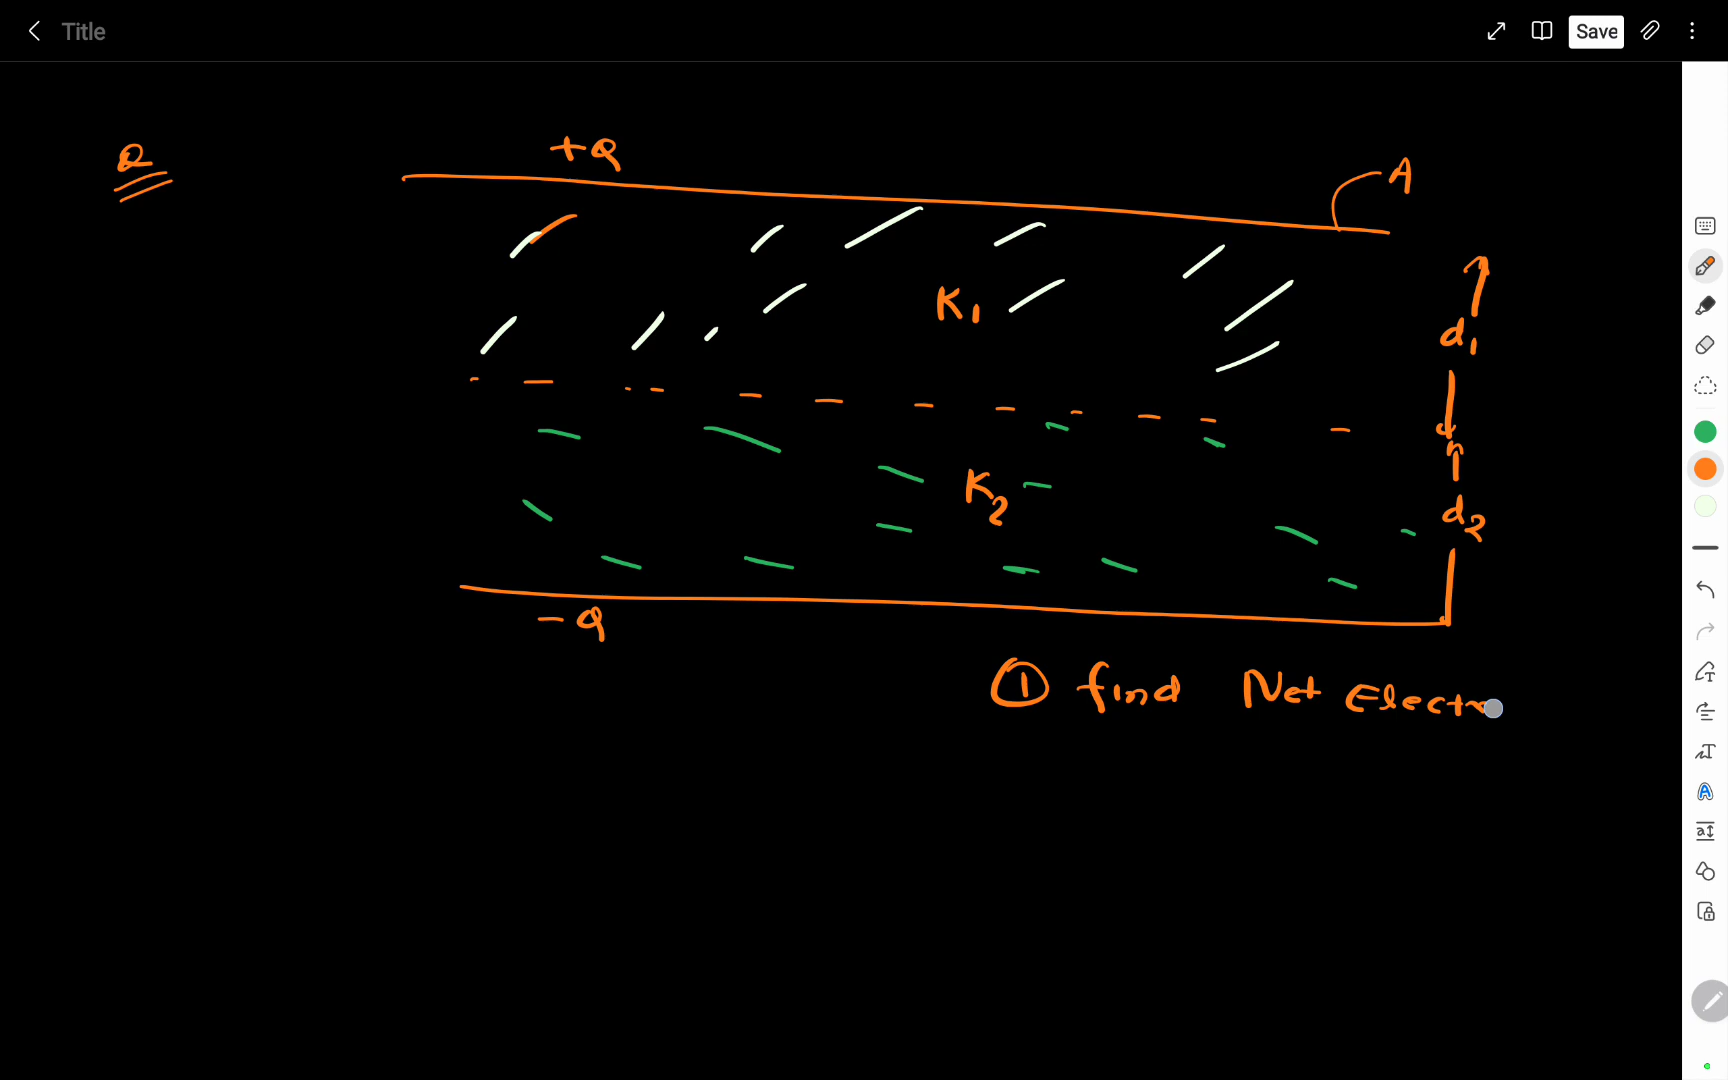 Title
Save
Q
+Q
A
K1
d1
K2
d2
-Q
① find Net Electr